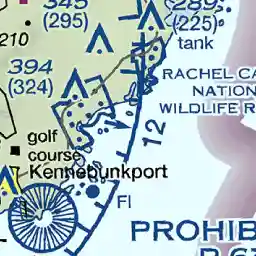 345
(295)
289
(225)
tank
210
394
(324)
RACHEL CA
NATION
WILDLIFE R
12
golf
course
Kennebunkport
Fl
PROHIB